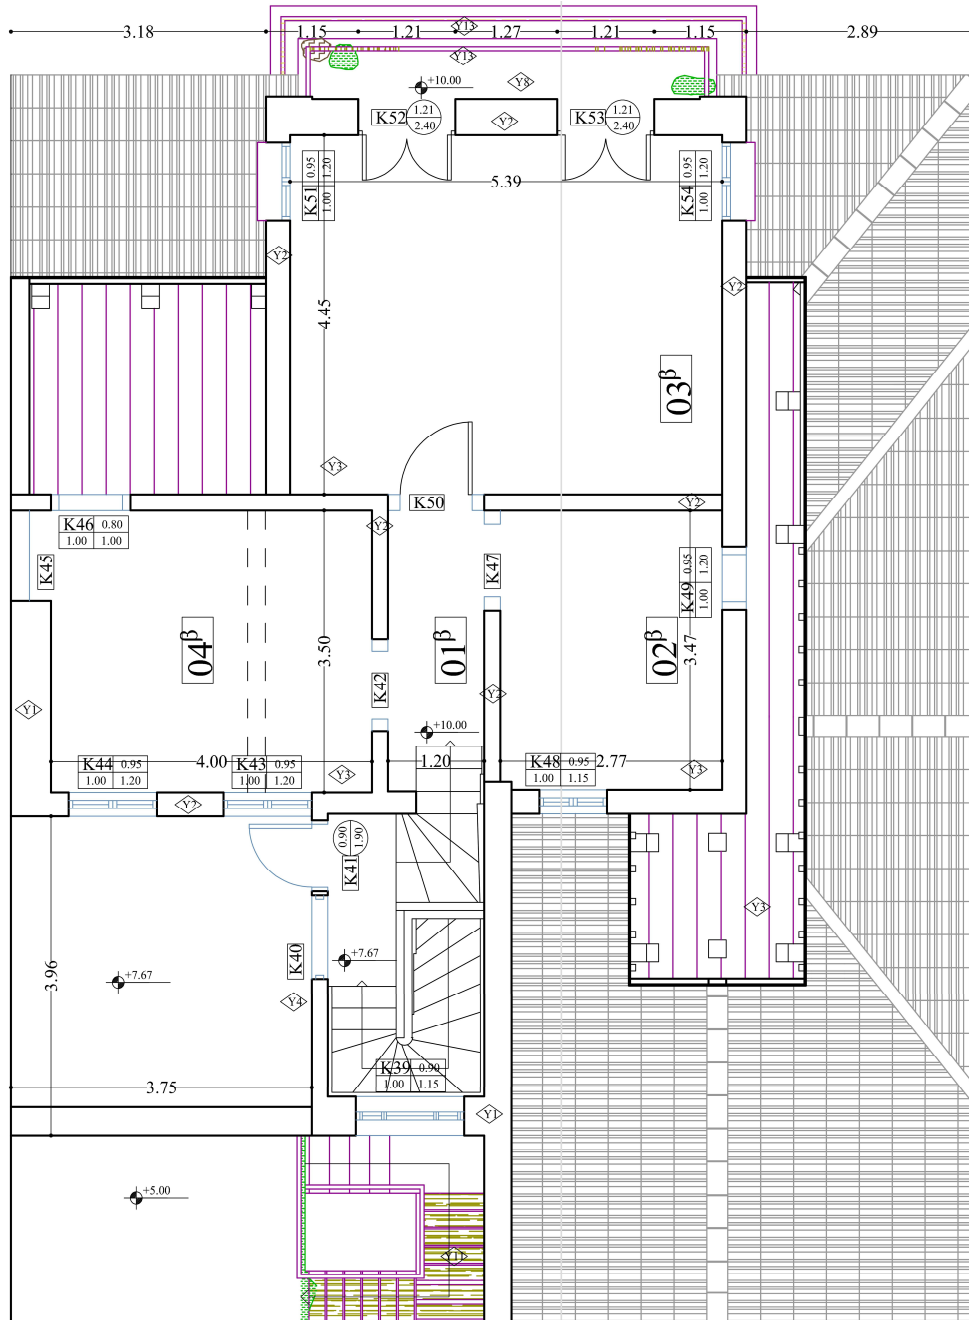 3.18 1.15 1.21 1.27 1.21 1.15 2.89
Y13
Y13
+10.00 Y8
K52 1.21 2.40 Y7 K53 1.21 2.40
K51 0.95 1.20 1.00
5.39
K54 0.95 1.20 1.00
Y2 Y2
4.45
03β
Y3
K50 Y2
K46 0.80 1.00 1.00
Y2
K45 K47
K49 0.95 1.20 1.00
04β 3.50 01β 02β 3.47
K42
Y1 Y2
+10.00
K44 0.95 1.00 1.20
4.00
K43 0.95 1.00 1.20
Y3
1.20
K48 0.95 1.00 1.15
2.77
Y3
Y2
0.90 1.90
K41
Y3
3.96
+7.67 K40 +7.67
Y4
3.75
K39 0.90 1.00 1.15
Y1
+5.00
Y11